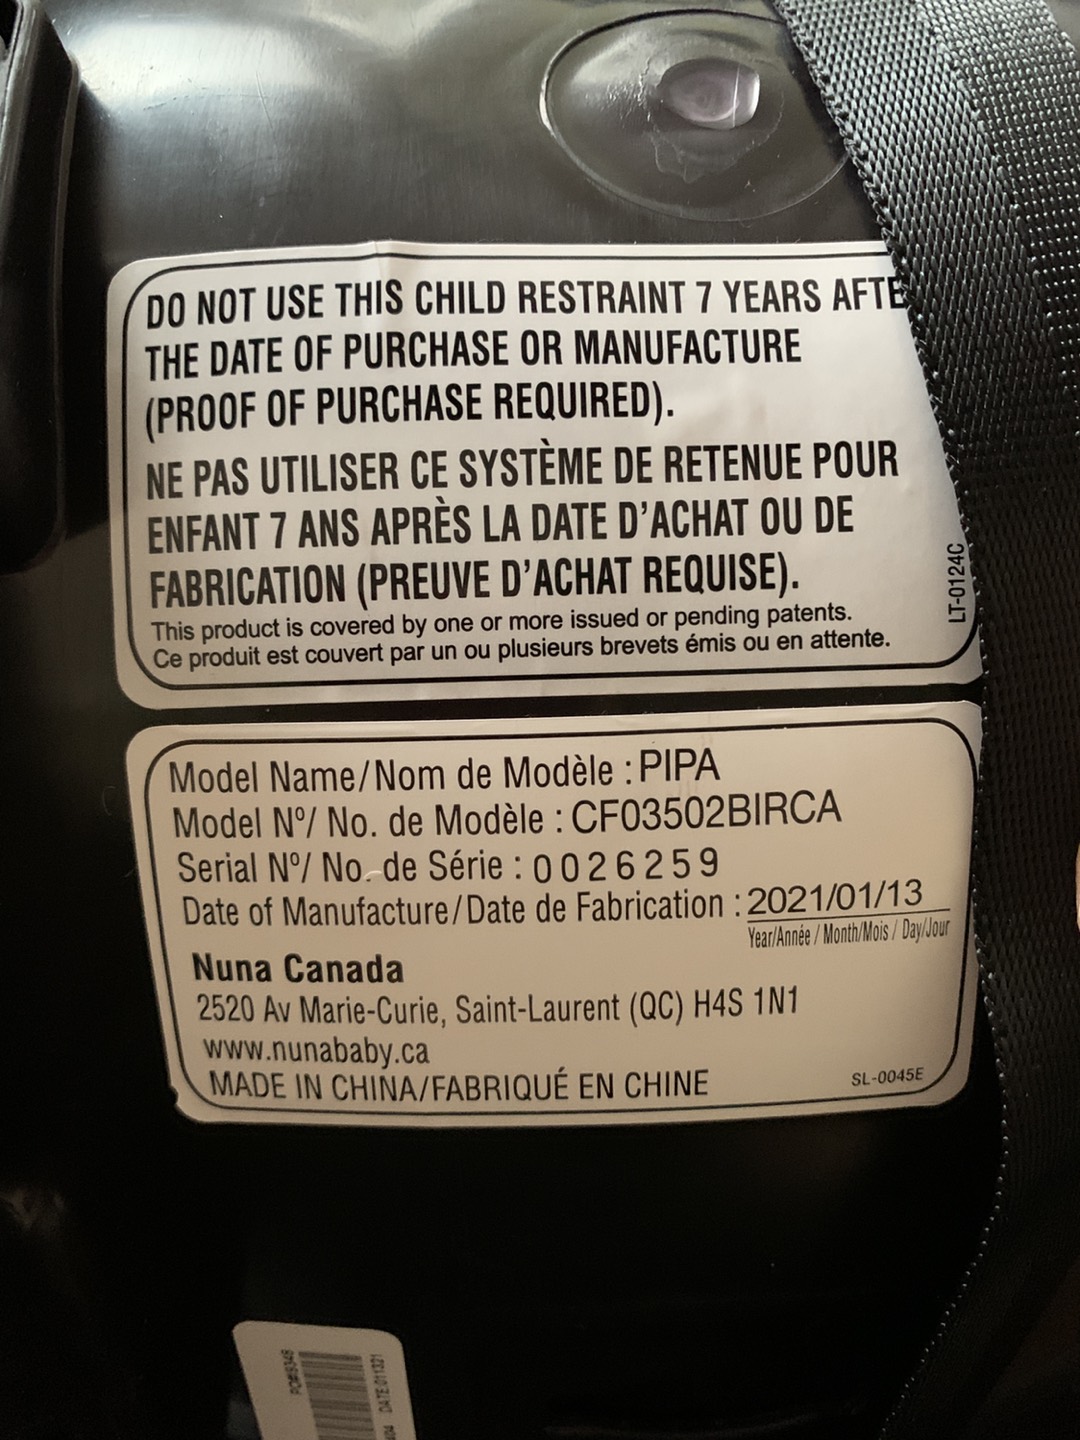 DO NOT USE THIS CHILD RESTRAINT 7 YEARS AFTE
THE DATE OF PURCHASE OR MANUFACTURE
(PROOF OF PURCHASE REQUIRED).
NE PAS UTILISER CE SYSTÈME DE RETENUE POUR
ENFANT 7 ANS APRÈS LA DATE D'ACHAT OU DE
FABRICATION (PREUVE D'ACHAT REQUISE).
This product is covered by one or more issued or pending patents.
Ce produit est couvert par un ou plusieurs brevets émis ou en attente.
LT-0124C
Model Name/Nom de Modèle : PIPA
Model Nº/ No. de Modèle : CF03502BIRCA
Serial Nº/ No. de Série : 0026259
Date of Manufacture/Date de Fabrication : 2021/01/13
Year/Année / Month/Mois / Day/Jour
Nuna Canada
2520 Av Marie-Curie, Saint-Laurent (QC) H4S 1N1
www.nunababy.ca
MADE IN CHINA/FABRIQUÉ EN CHINE
SL-0045E
DATE:011321